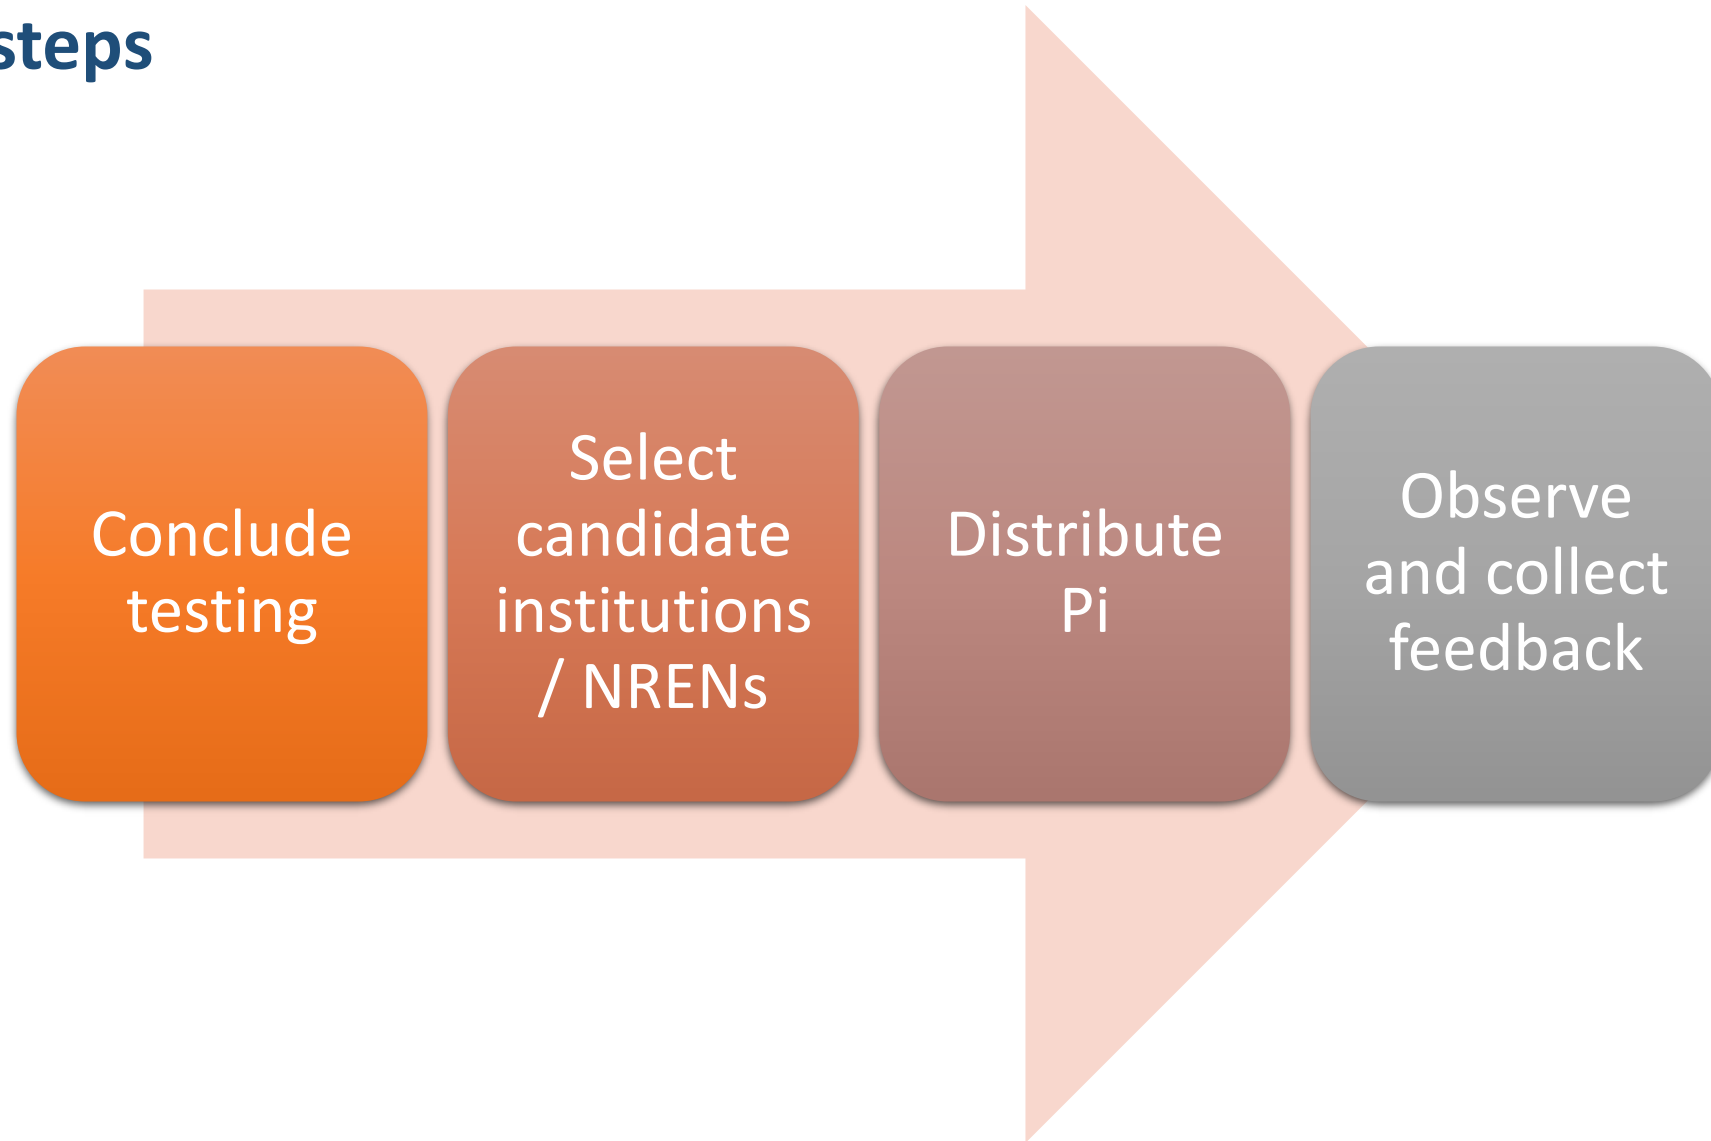 steps
Conclude
testing
Select
candidate
institutions
/ NRENs
Distribute
Pi
Observe
and collect
feedback